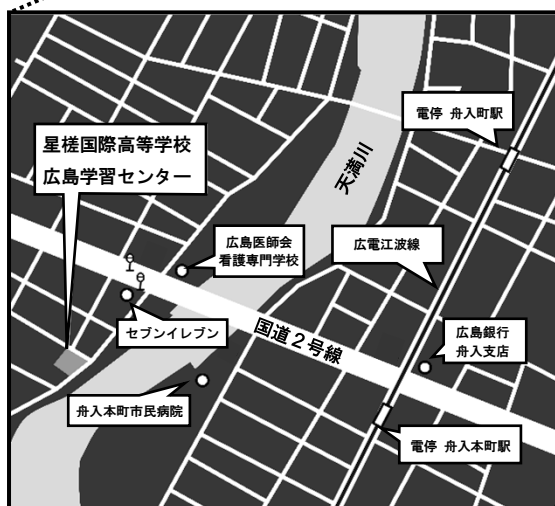 電停 舟入町駅
星槎国際高等学校
広島学習センター
天満川
広島医師会
看護専門学校
広電江波線
セブンイレブン
国道２号線
広島銀行
舟入支店
舟入本町市民病院
電停 舟入本町駅